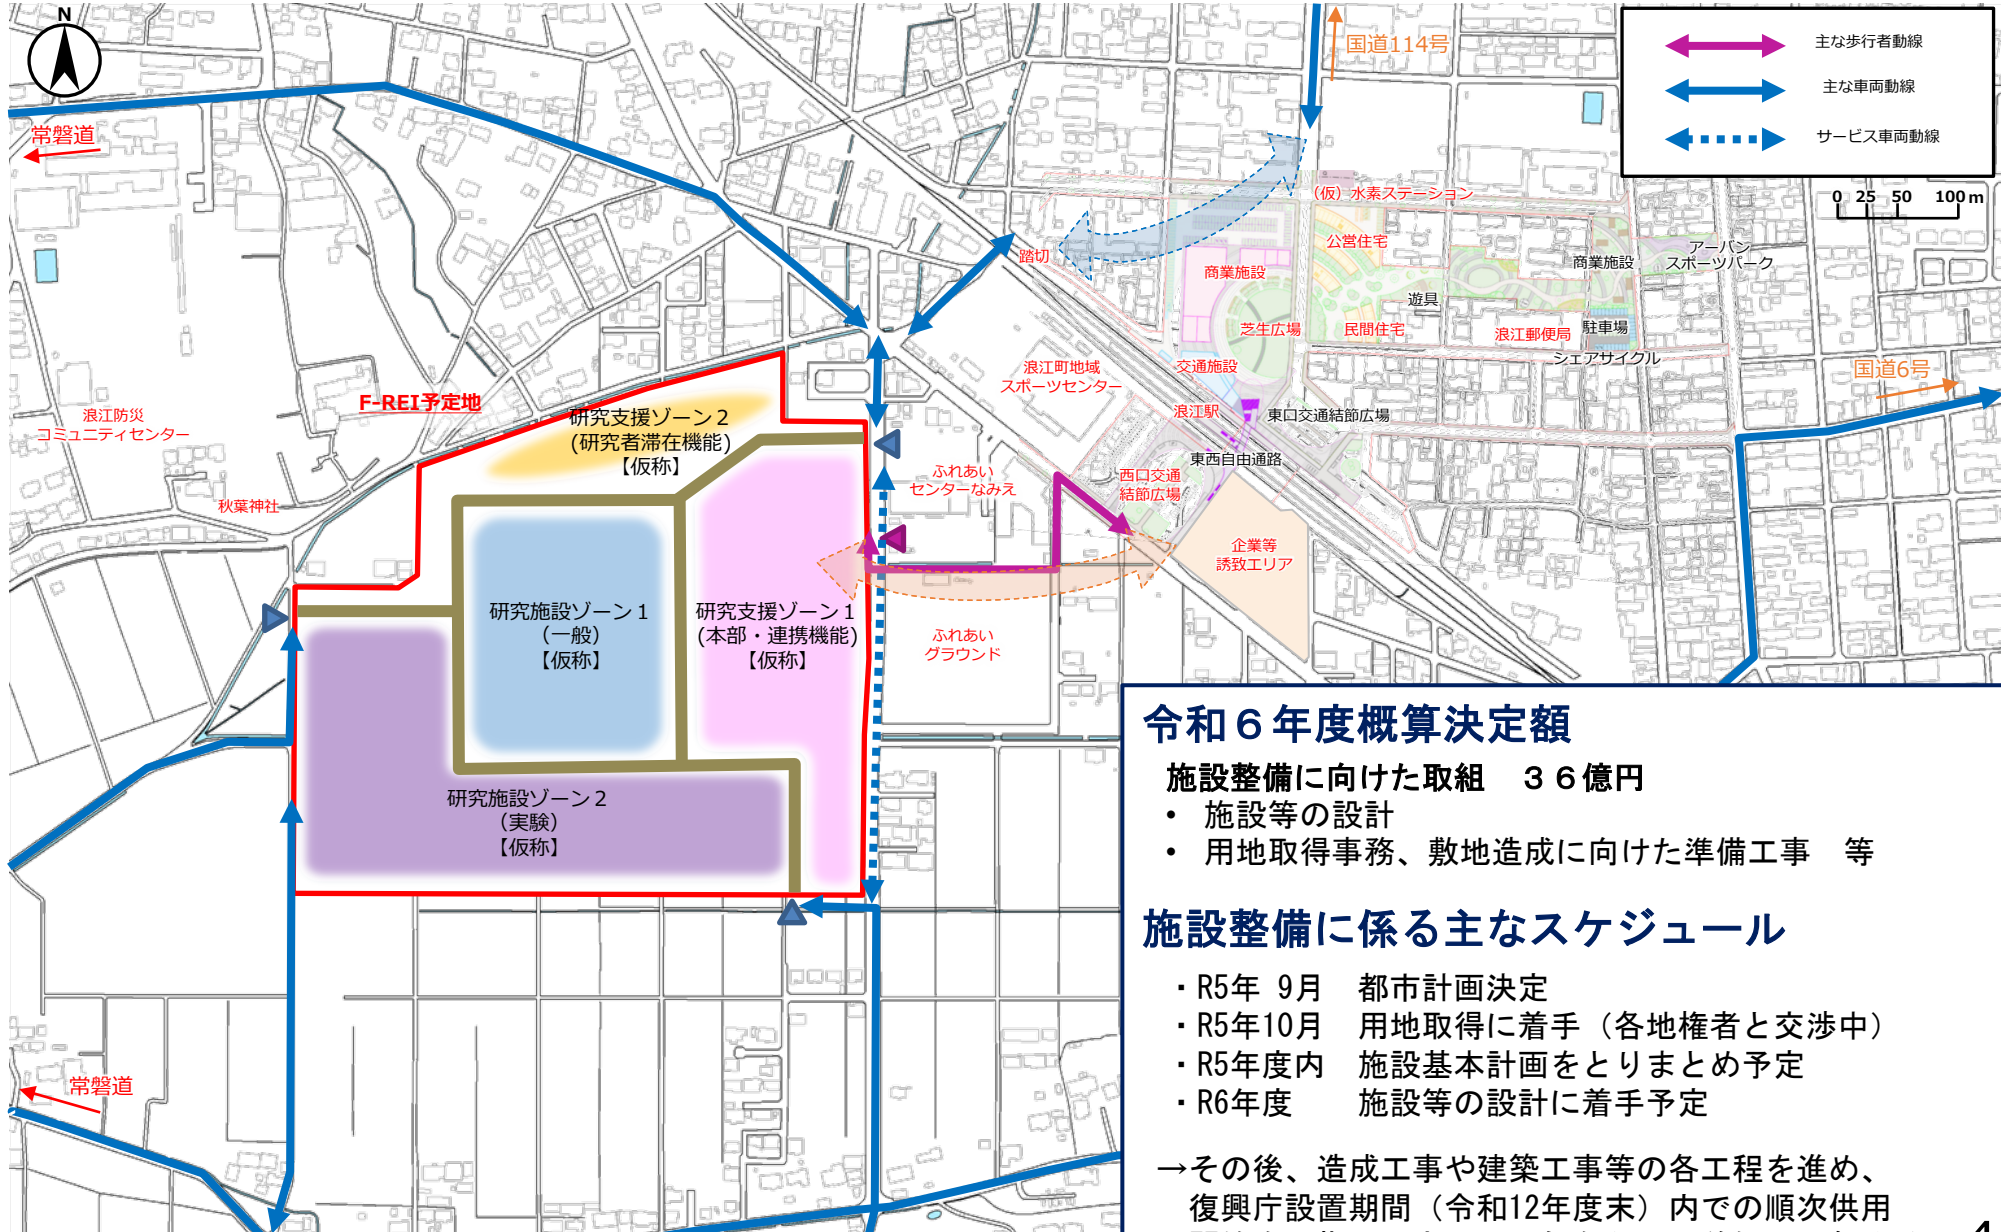 N
国道114号
主な歩行者動線
主な車両動線
サービス車両動線
0 25 50 100m
常磐道
(仮)水素ステーション
踏切
公営住宅
商業施設
商業施設
アーバン
スポーツパーク
遊具
芝生広場
民間住宅
浪江郵便局
駐車場
シェアサイクル
浪江町地域
スポーツセンター
交通施設
国道6号
浪江駅
東口交通結節広場
浪江防災
コミュニティセンター
F-REI予定地
研究支援ゾーン2
(研究者滞在機能)
【仮称】
東西自由通路
ふれあい
センターなみえ
西口交通
結節広場
秋葉神社
企業等
誘致エリア
研究施設ゾーン1
(一般)
【仮称】
研究支援ゾーン1
(本部・連携機能)
【仮称】
ふれあい
グラウンド
研究施設ゾーン2
(実験)
【仮称】
常磐道
令和6年度概算決定額
施設整備に向けた取組 36億円
• 施設等の設計
• 用地取得事務、敷地造成に向けた準備工事 等
施設整備に係る主なスケジュール
・R5年 9月 都市計画決定
・R5年10月 用地取得に着手(各地権者と交渉中)
・R5年度内 施設基本計画をとりまとめ予定
・R6年度 施設等の設計に着手予定
→その後、造成工事や建築工事等の各工程を進め、
復興庁設置期間(令和12年度末)内での順次供用